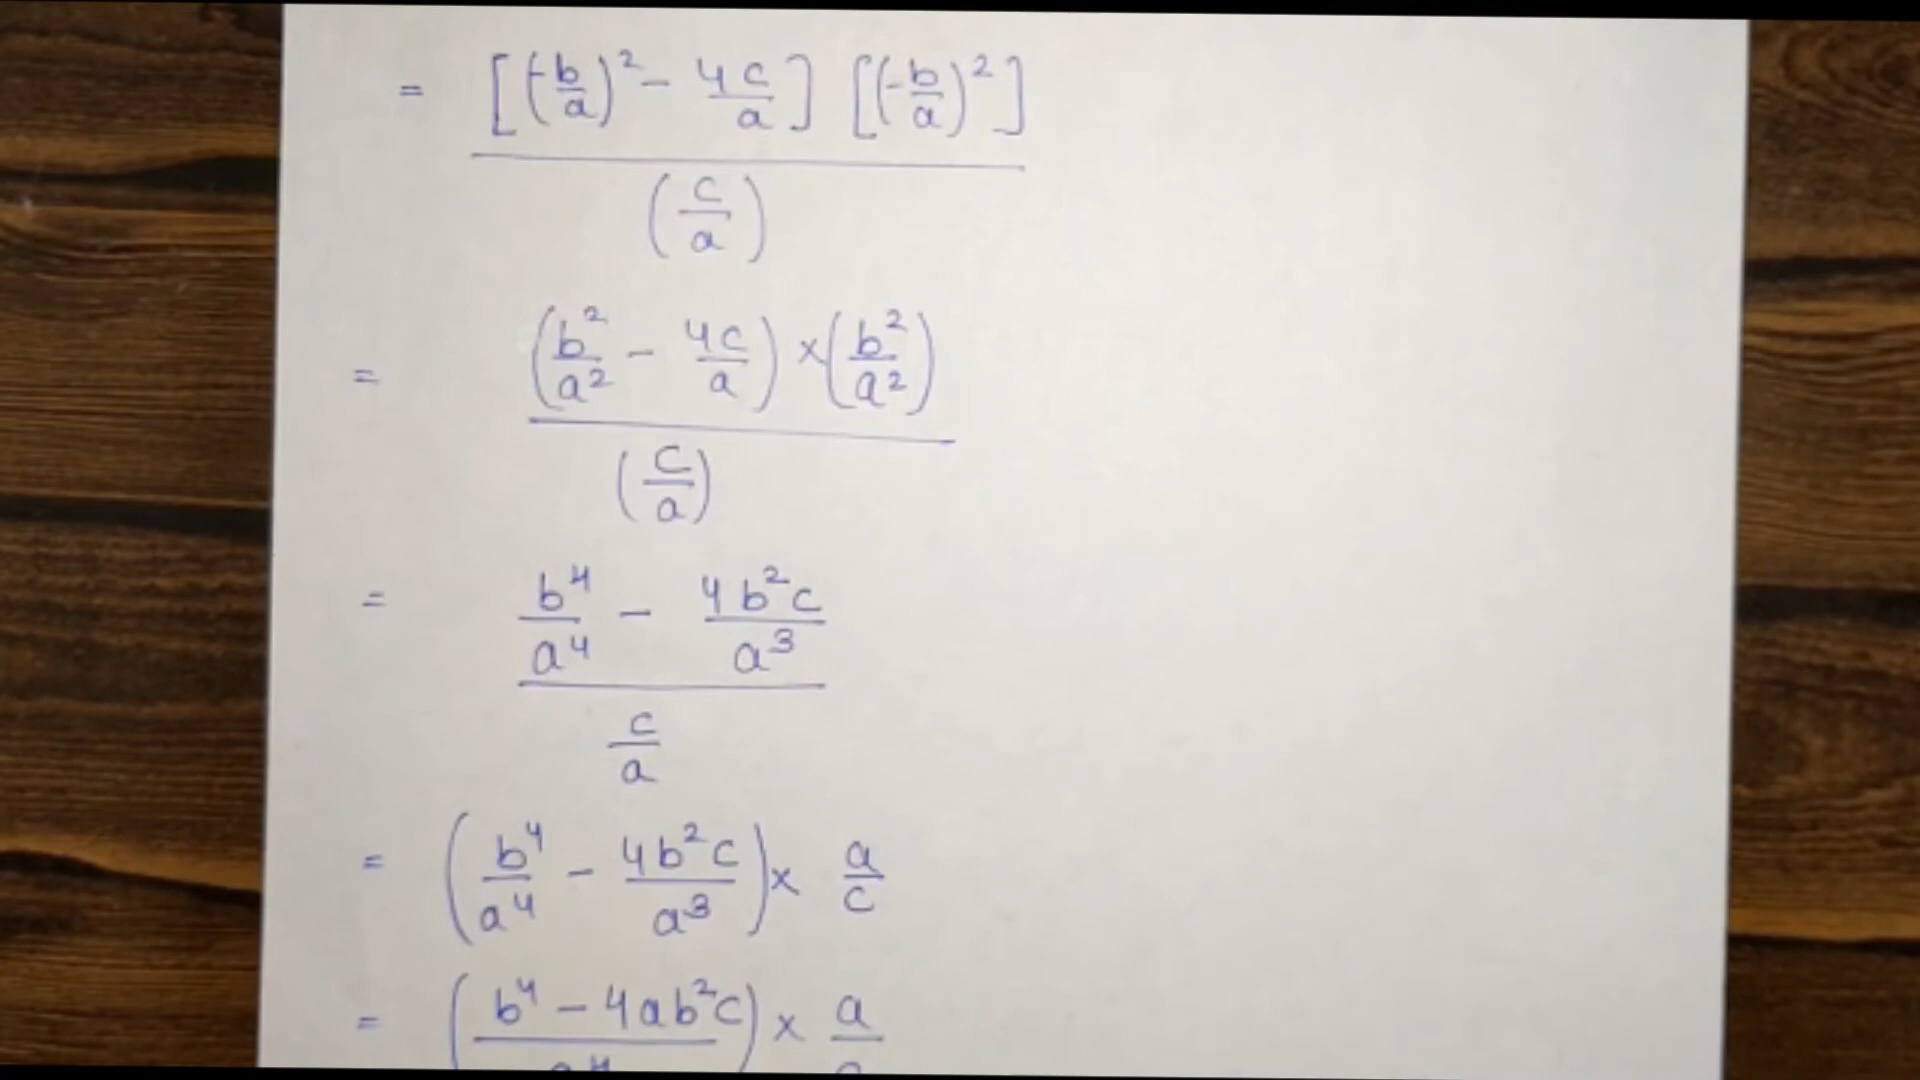 = [(-b/a)² - 4c/a] [(-b/a)²]
(c/a)
= (b²/a² - 4c/a) × (b²/a²)
(c/a)
= b⁴/a⁴ - 4b²c/a³
c/a
= (b⁴/a⁴ - 4b²c/a³) × a/c
= (b⁴ - 4ab²c) × a